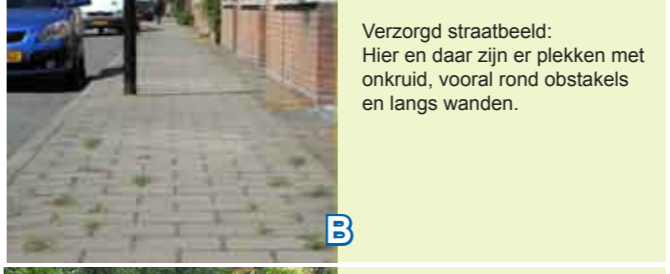 Verzorgd straatbeeld:
Hier en daar zijn er plekken met
onkruid, vooral rond obstakels
en langs wanden.
B